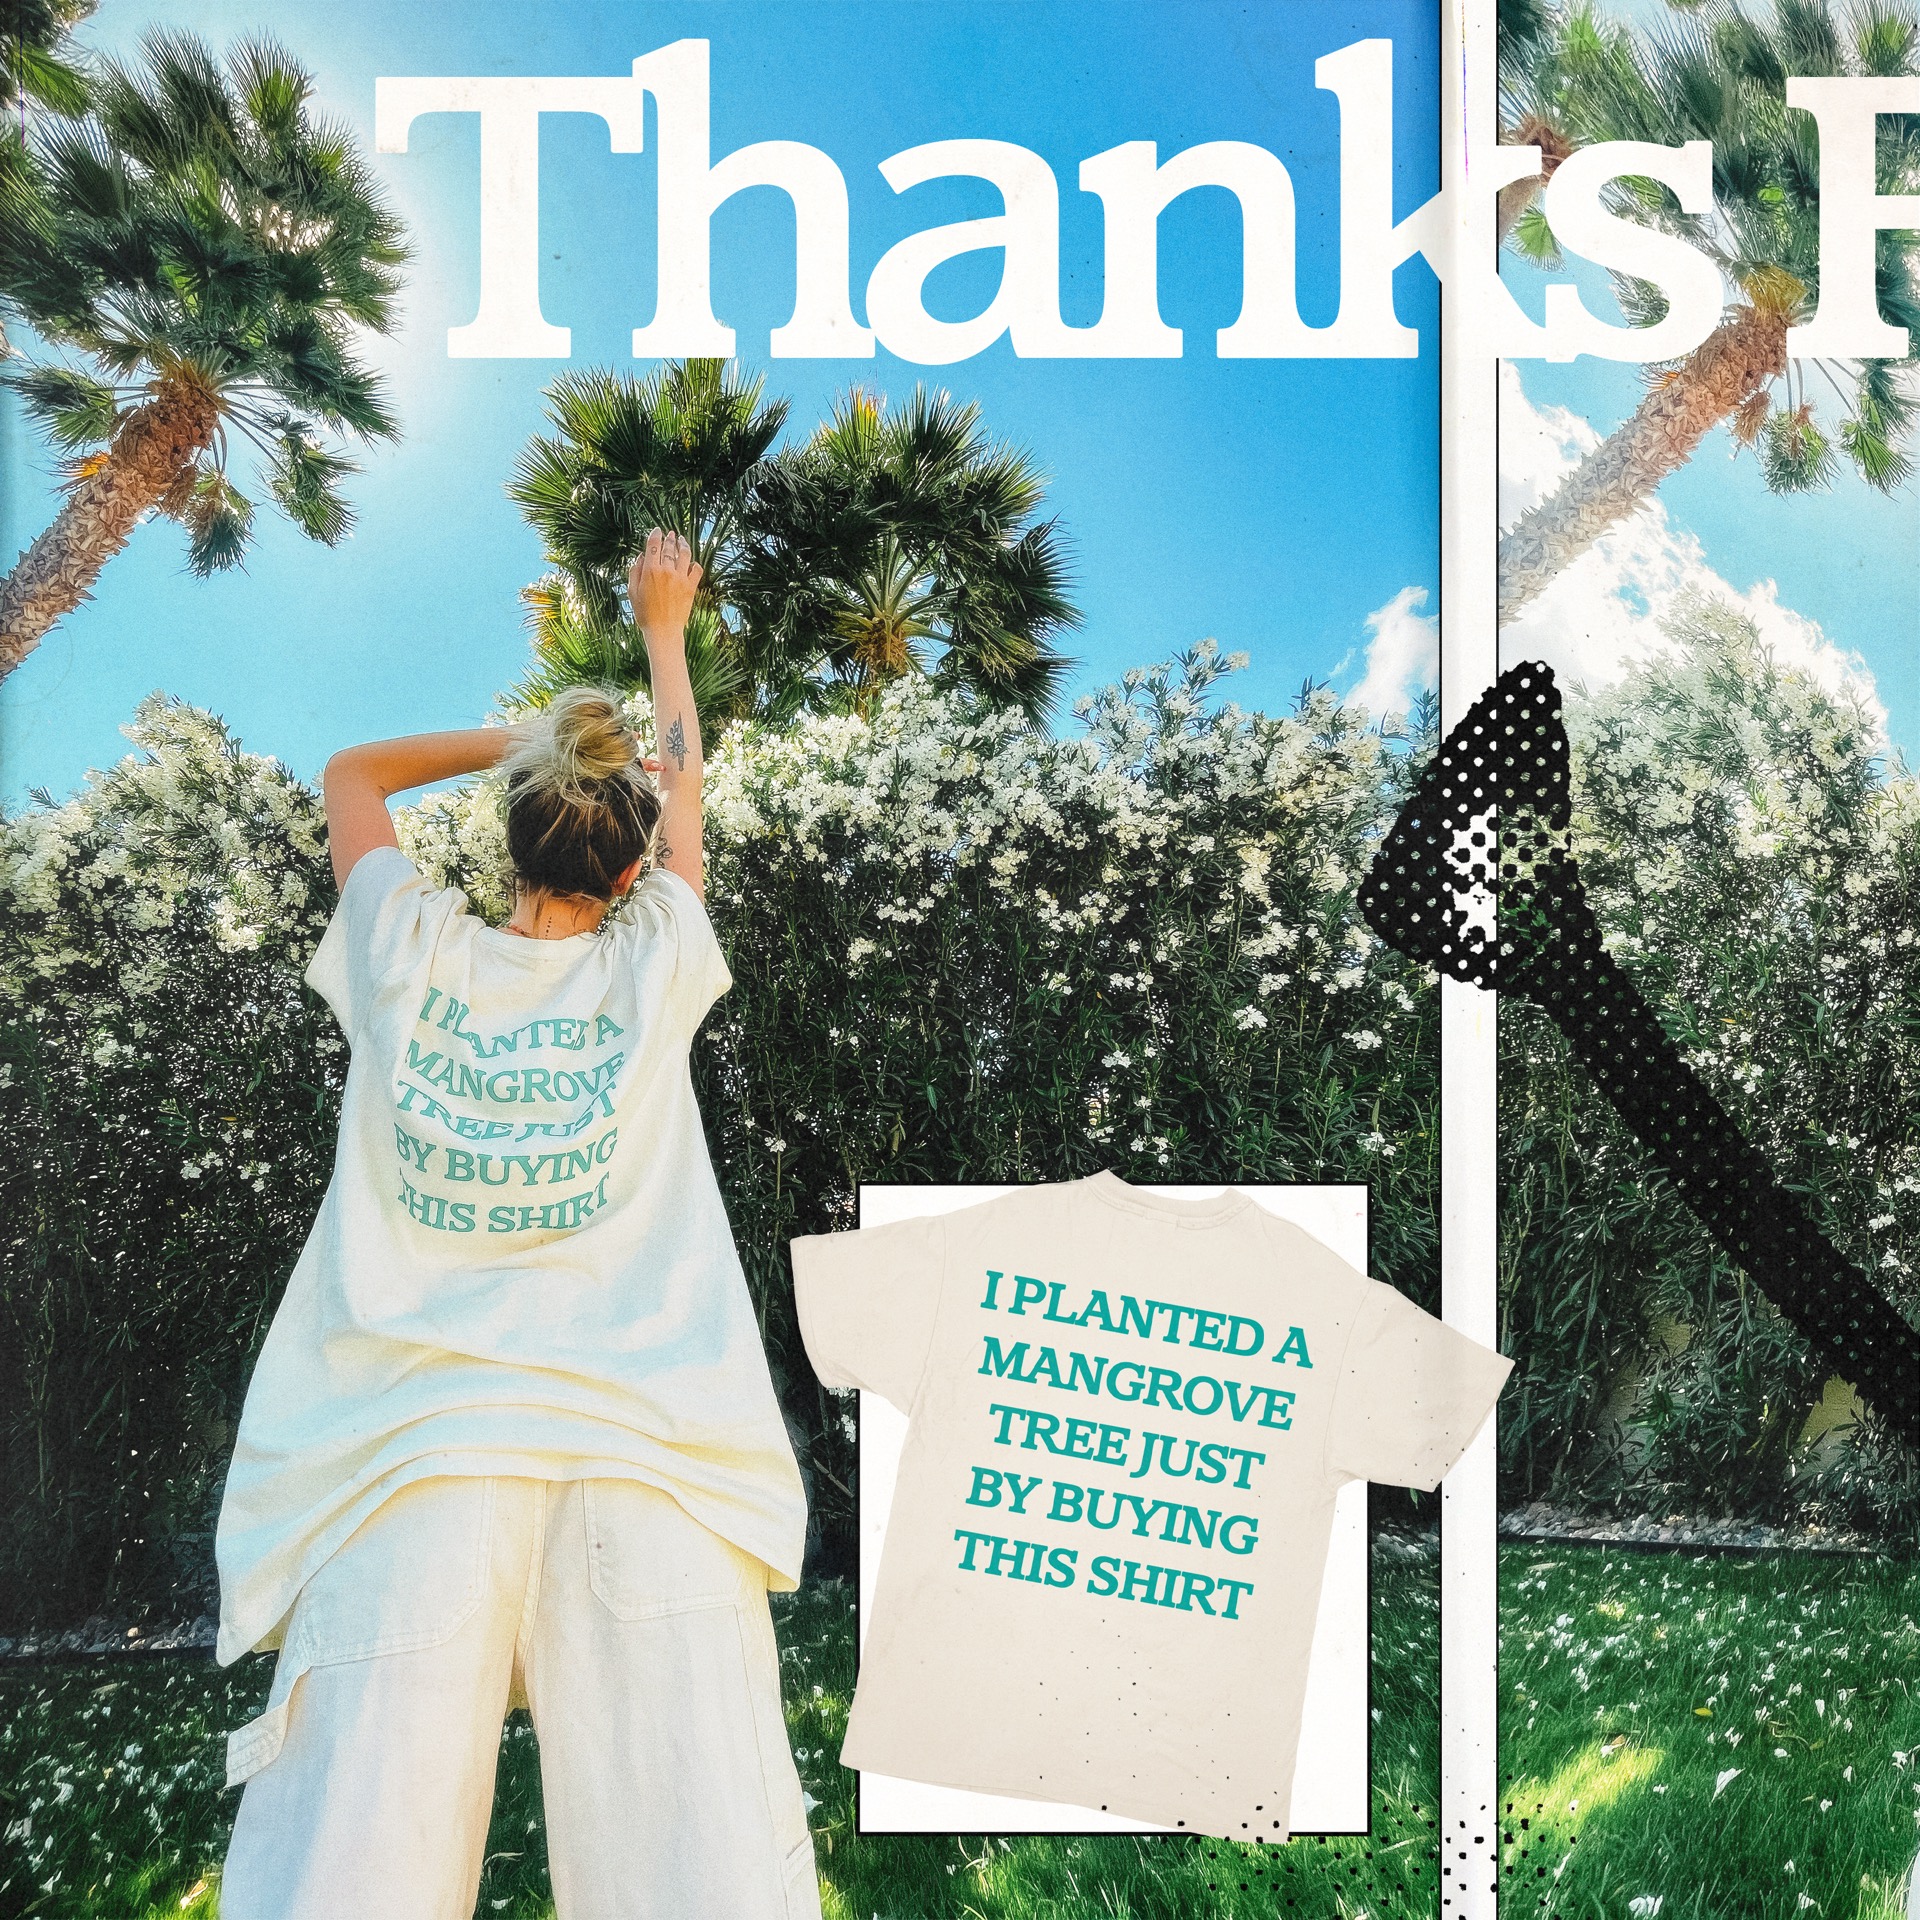 Thanks
I PLANTED A
MANGROVE
TREE JUST
BY BUYING
THIS SHIRT
I PLANTED A
MANGROVE
TREE JUST
BY BUYING
THIS SHIRT